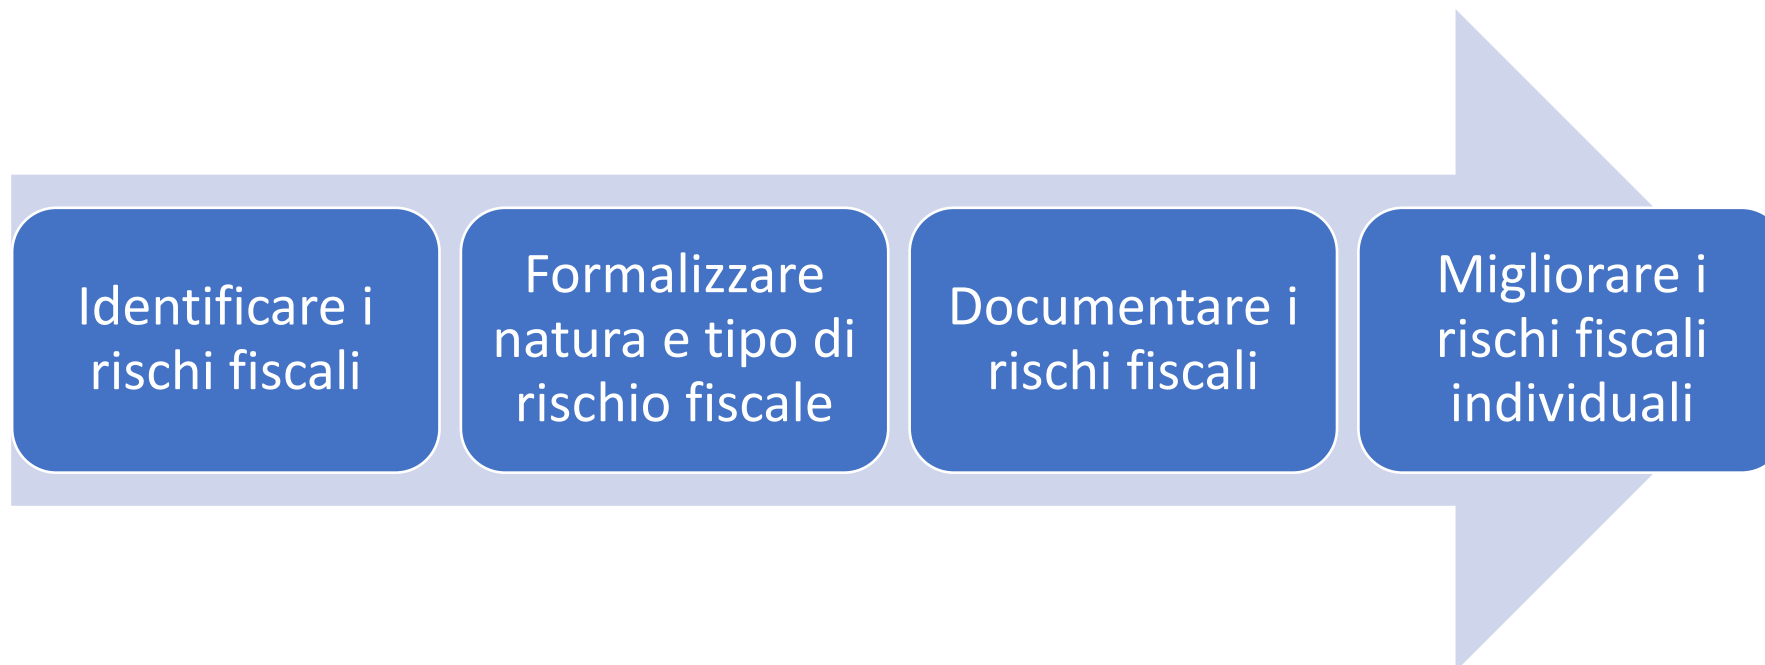 Identificare i
rischi fiscali
Formalizzare
natura e tipo di
rischio fiscale
Documentare i
rischi fiscali
Migliorare i
rischi fiscali
individuali